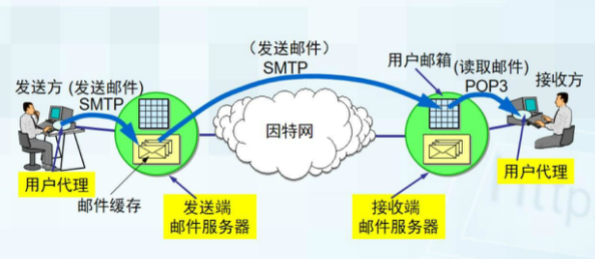 (发送邮件)
SMTP
用户邮箱
(读取邮件)
POP3
接收方
发送方
(发送邮件)
SMTP
因特网
用户代理
邮件缓存
发送端
邮件服务器
接收端
邮件服务器
用户代理
Http